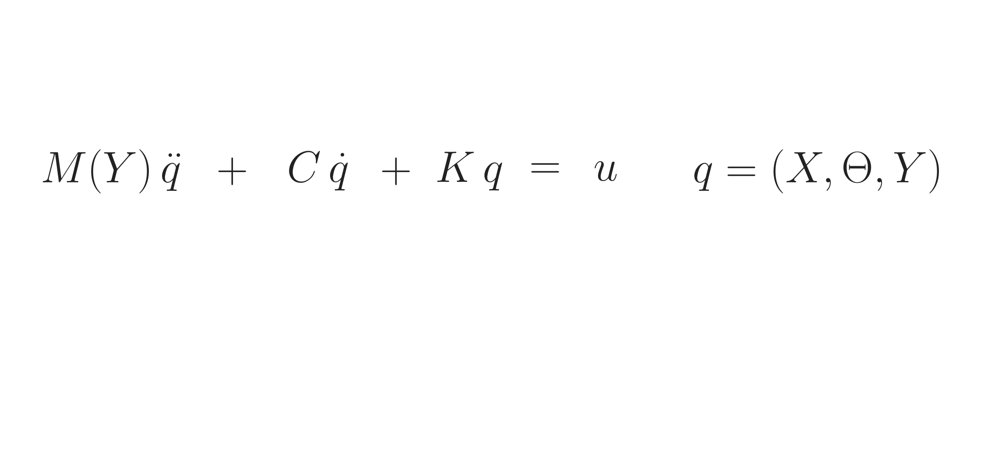 M(Y) q̈ + C q̇ + K q = u q = (X, Θ, Y)